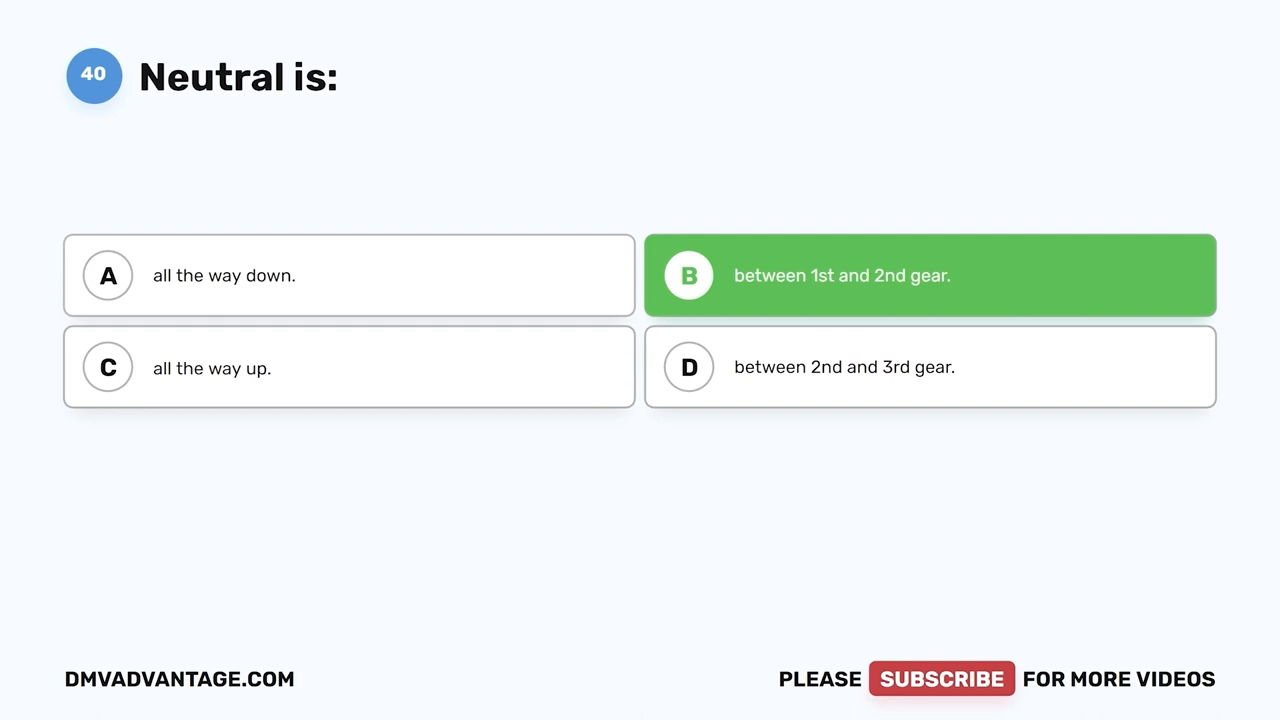 40 Neutral is:
A all the way down.
B between 1st and 2nd gear.
C all the way up.
D between 2nd and 3rd gear.
DMVADVANTAGE.COM
PLEASE SUBSCRIBE FOR MORE VIDEOS